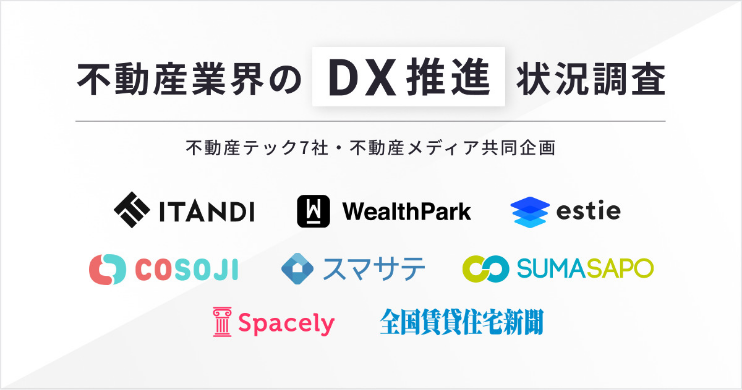 不動産業界の DX推進 状況調査
不動産テック7社・不動産メディア共同企画
ITANDI WealthPark estie
COSOJI スマサテ SUMASAPO
Spacely 全国賃貸住宅新聞